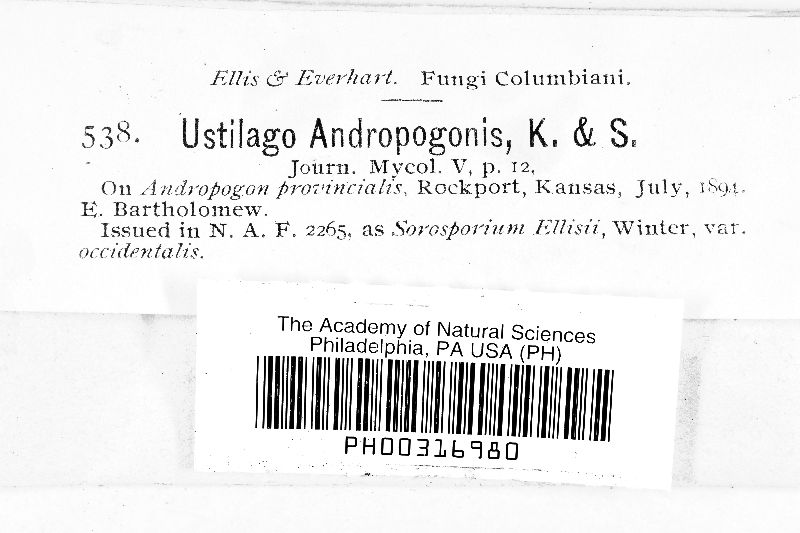 Ellis & Everhart. Fungi Columbiani.
538. Ustilago Andropogonis, K. & S.
Journ. Mycol. V, p. 12,
On Andropogon provincialis, Rockport, Kansas, July, 1894.
E. Bartholomew.
Issued in N. A. F. 2265, as Sorosporium Ellisii, Winter, var.
occidentalis.
The Academy of Natural Sciences
Philadelphia, PA USA (PH)
PH00316980